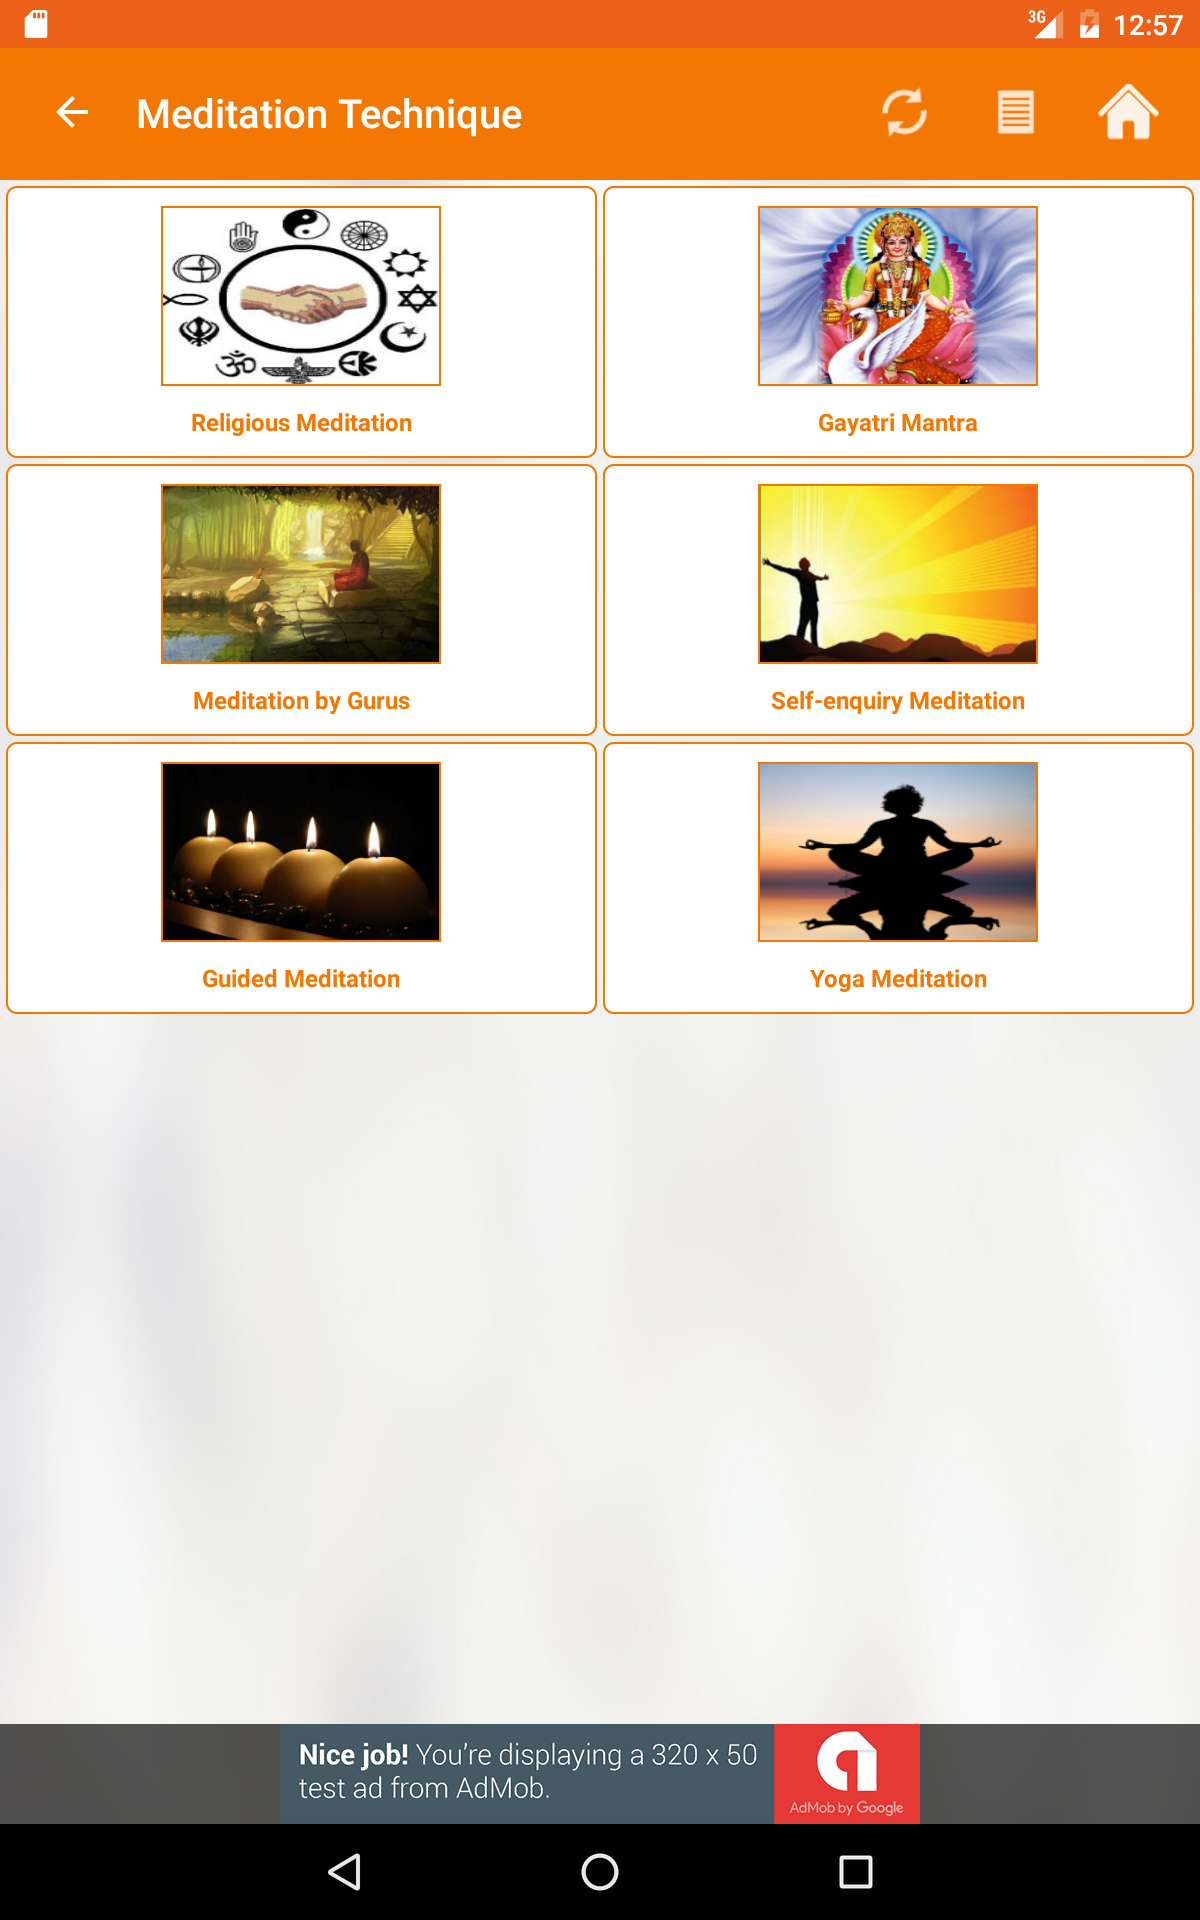 3G 12:57
Meditation Technique
Religious Meditation
Gayatri Mantra
Meditation by Gurus
Self-enquiry Meditation
Guided Meditation
Yoga Meditation
Nice job! You're displaying a 320 x 50
test ad from AdMob.
AdMob by Google